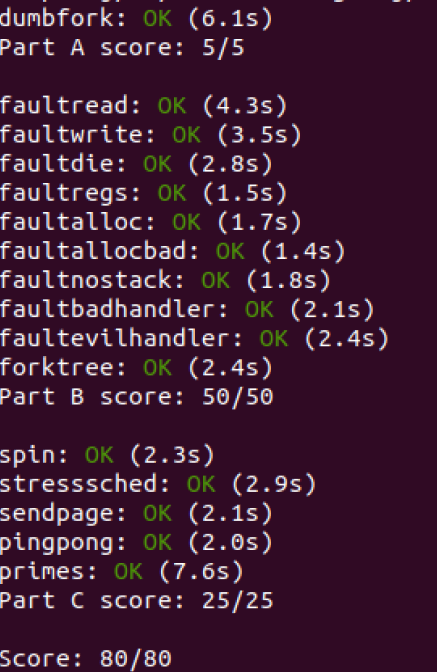 dumbfork: OK (6.1s)
Part A score: 5/5
faultread: OK (4.3s)
faultwrite: OK (3.5s)
faultdie: OK (2.8s)
faultregs: OK (1.5s)
faultalloc: OK (1.7s)
faultallocbad: OK (1.4s)
faultnostack: OK (1.8s)
faultbadhandler: OK (2.1s)
faultevilhandler: OK (2.4s)
forktree: OK (2.4s)
Part B score: 50/50
spin: OK (2.3s)
stresssched: OK (2.9s)
sendpage: OK (2.1s)
pingpong: OK (2.0s)
primes: OK (7.6s)
Part C score: 25/25
Score: 80/80